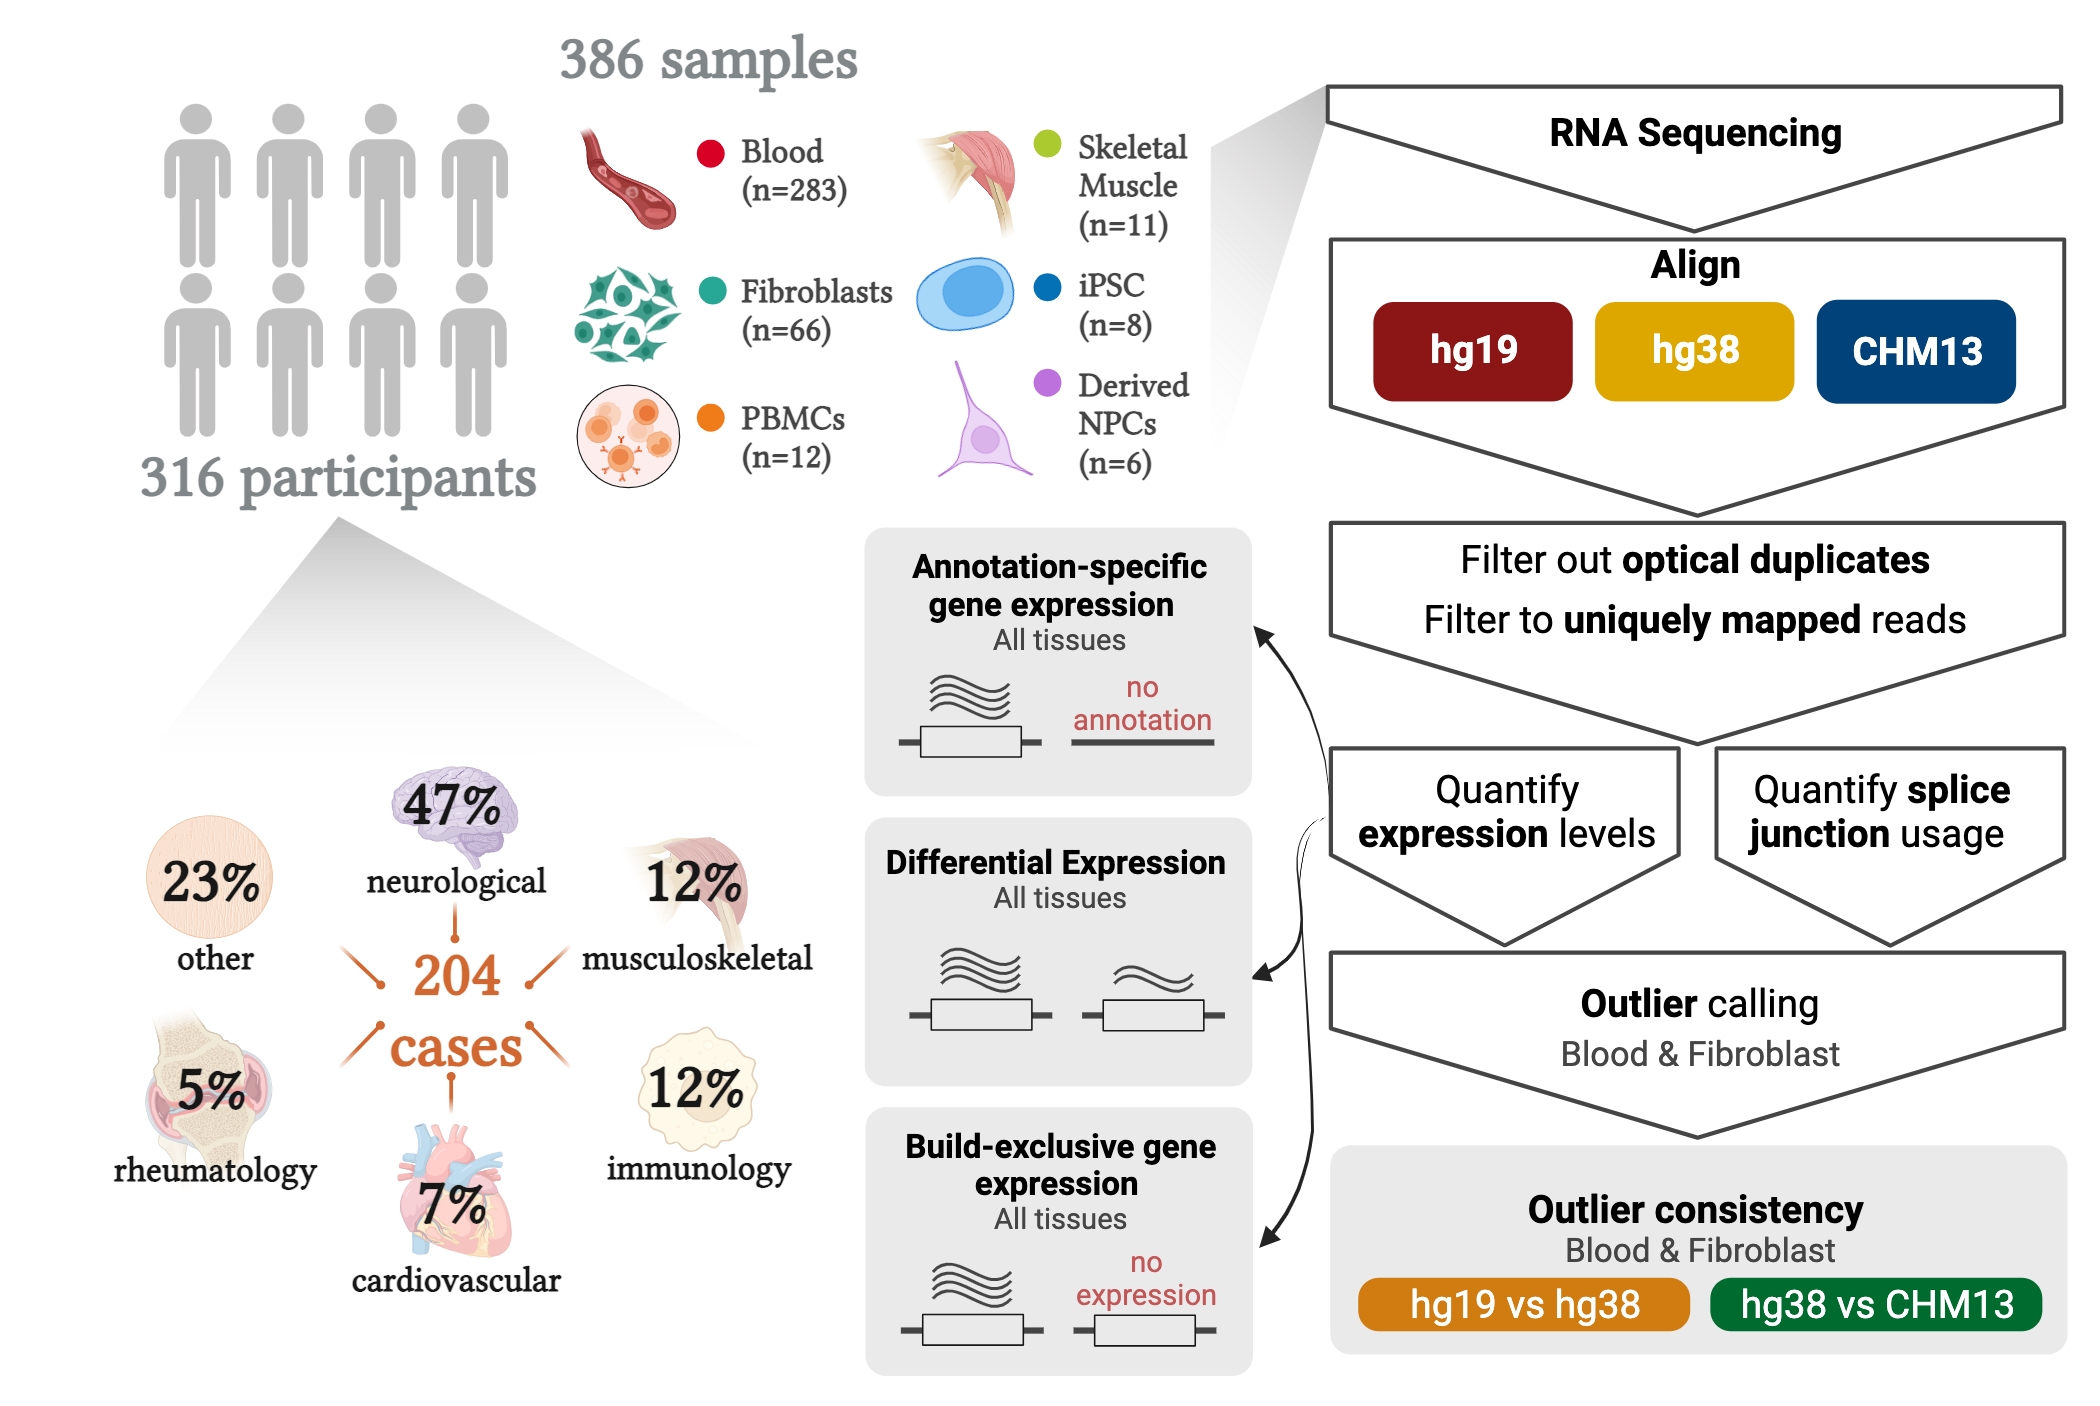 386 samples
Blood
(n=283)
Fibroblasts
(n=66)
PBMCs
(n=12)
Skeletal
Muscle
(n=11)
iPSC
(n=8)
Derived
NPCs
(n=6)
316 participants
47%
neurological
23%
other
12%
musculoskeletal
204
cases
5%
rheumatology
12%
immunology
7%
cardiovascular
RNA Sequencing
Align
hg19
hg38
CHM13
Filter out optical duplicates
Filter to uniquely mapped reads
Quantify
expression levels
Quantify splice
junction usage
Annotation-specific
gene expression
All tissues
no
annotation
Differential Expression
All tissues
Build-exclusive gene
expression
All tissues
no
expression
Outlier calling
Blood & Fibroblast
Outlier consistency
Blood & Fibroblast
hg19 vs hg38
hg38 vs CHM13